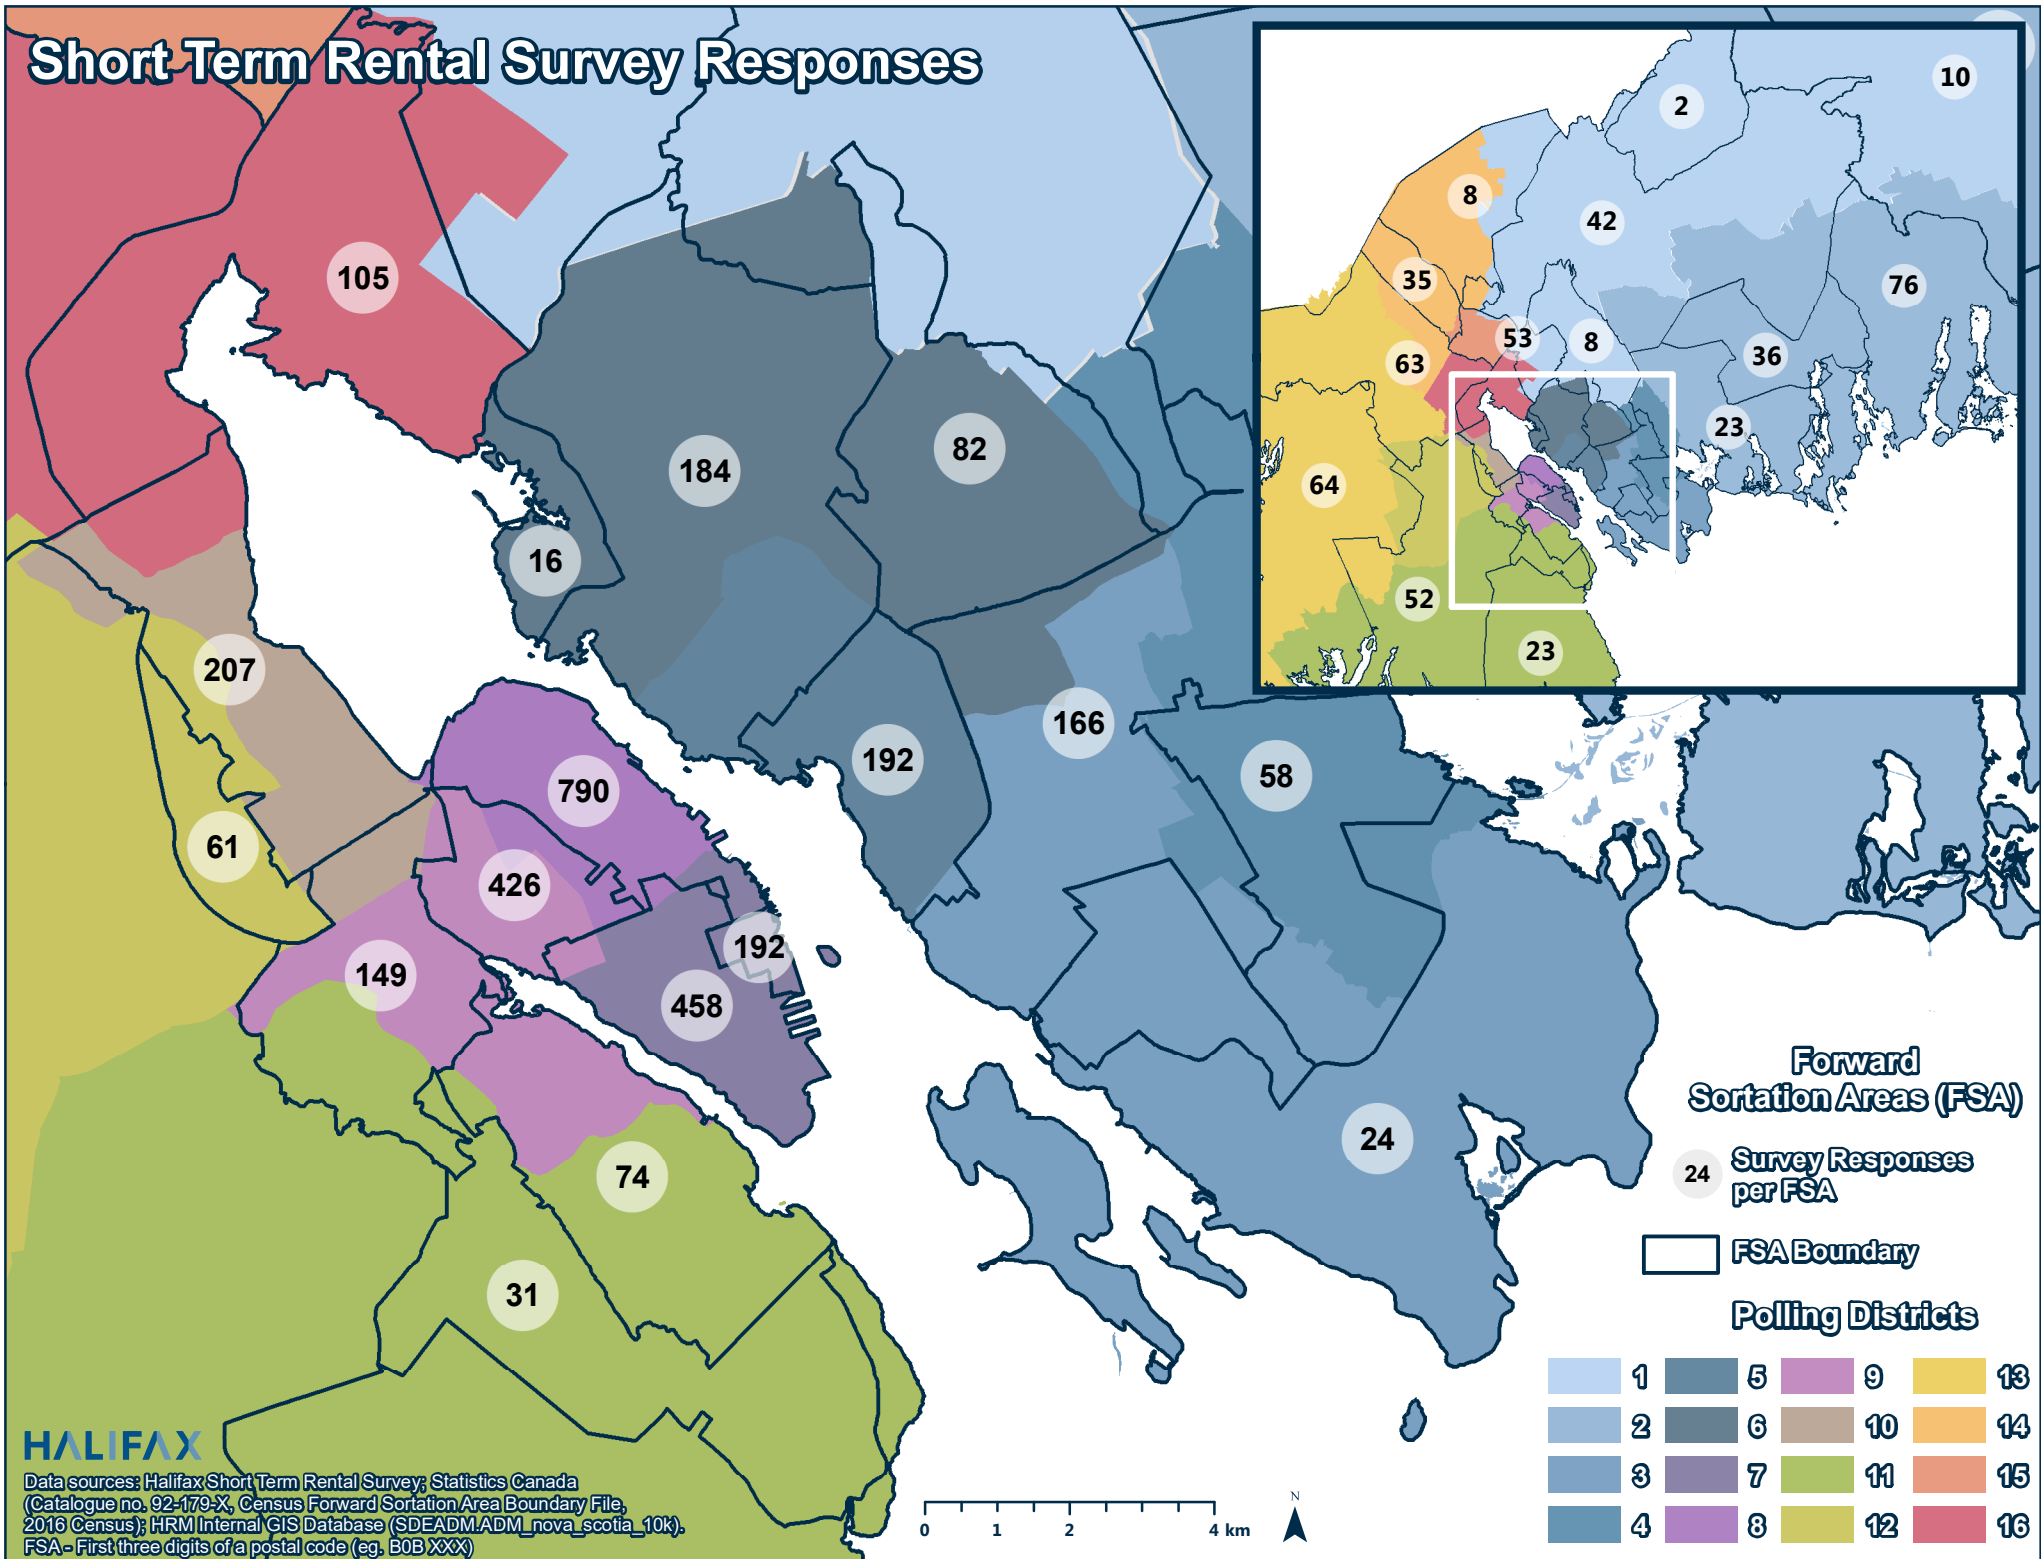 Short Term Rental Survey Responses
10
2
8
42
35
76
53
8
36
63
23
64
52
23
105
184
82
16
207
192
166
58
790
61
426
192
149
458
24
74
31
Forward
Sortation Areas (FSA)
24 Survey Responses
per FSA
FSA Boundary
Polling Districts
1 5 9 13
2 6 10 14
3 7 11 15
4 8 12 16
HALIFAX
Data sources: Halifax Short Term Rental Survey; Statistics Canada
(Catalogue no. 92-179-X, Census Forward Sortation Area Boundary File,
2016 Census); HRM Internal GIS Database (SDEADM.ADM_nova_scotia_10k).
FSA - First three digits of a postal code (eg. B0B XXX)
0 1 2 4 km
N